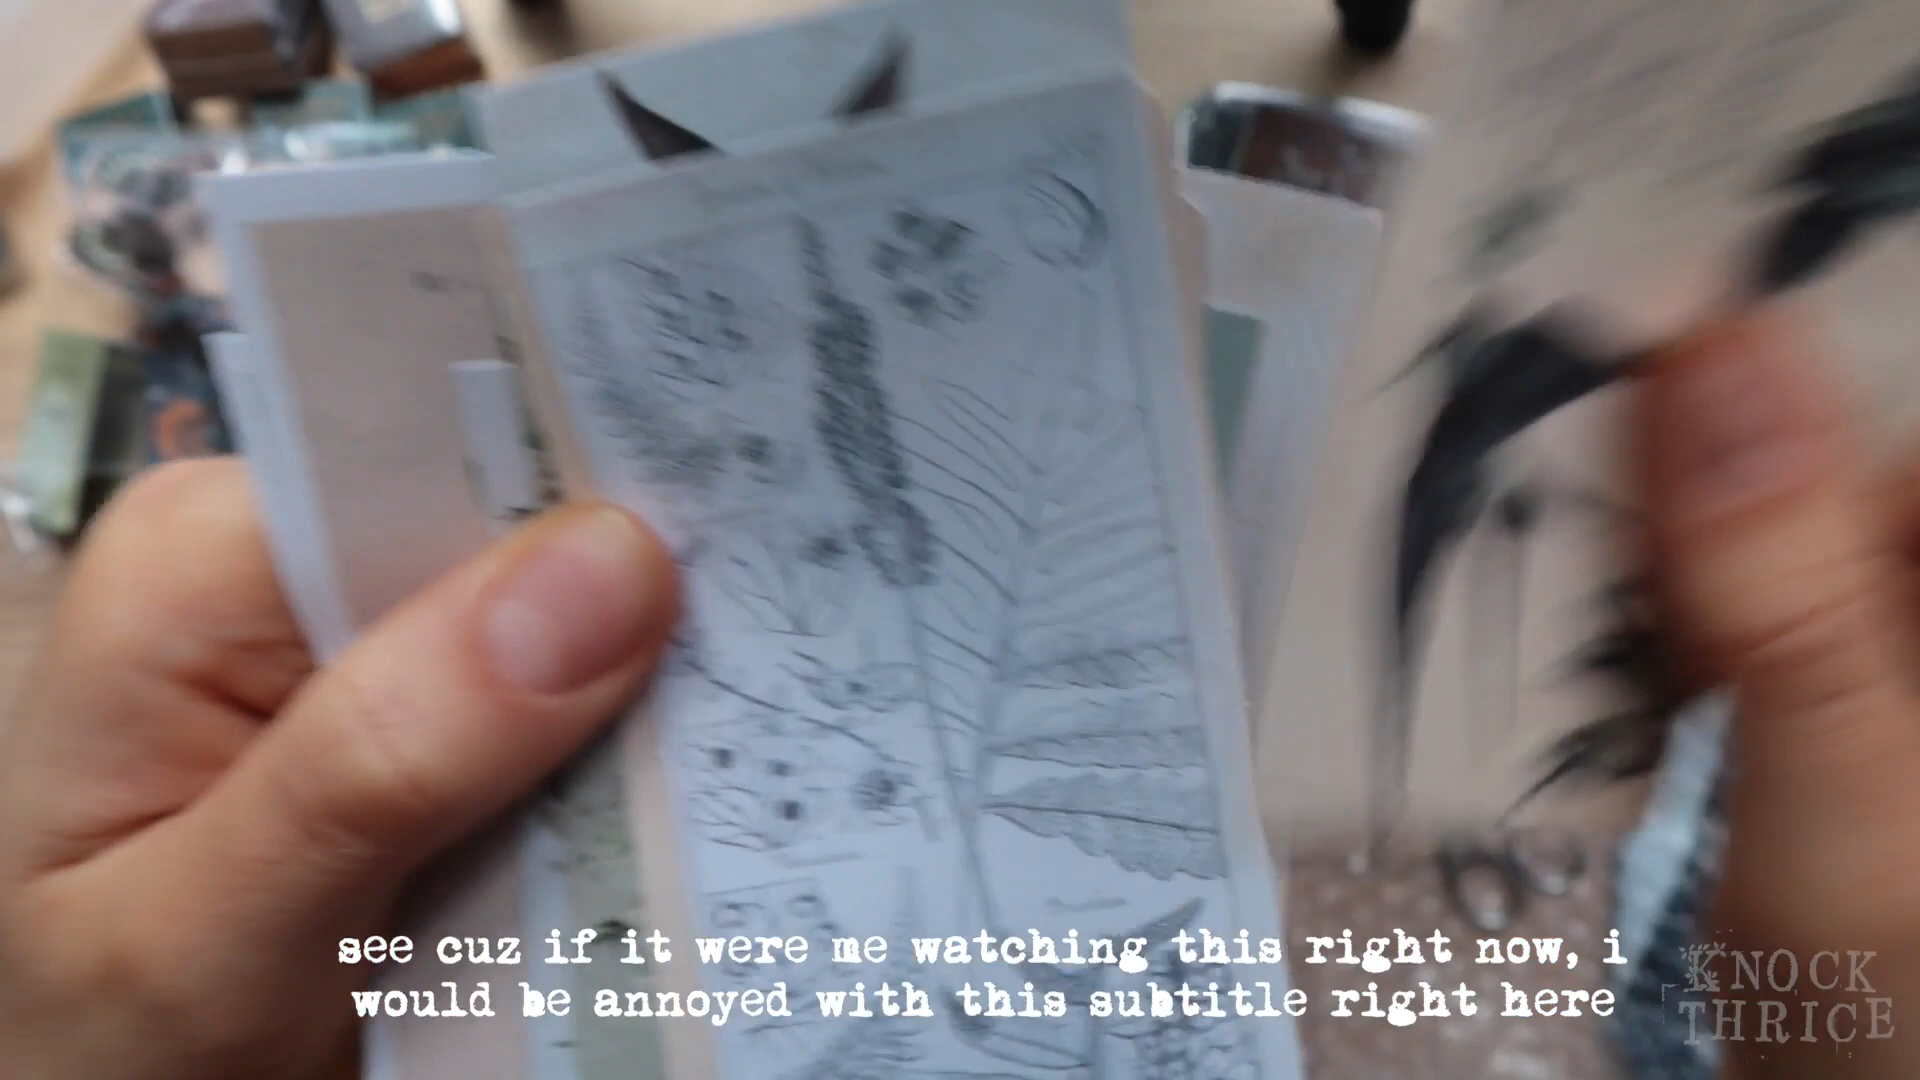 see cuz if it were me watching this right now, i
would be annoyed with this subtitle right here
KNOCK
THRICE